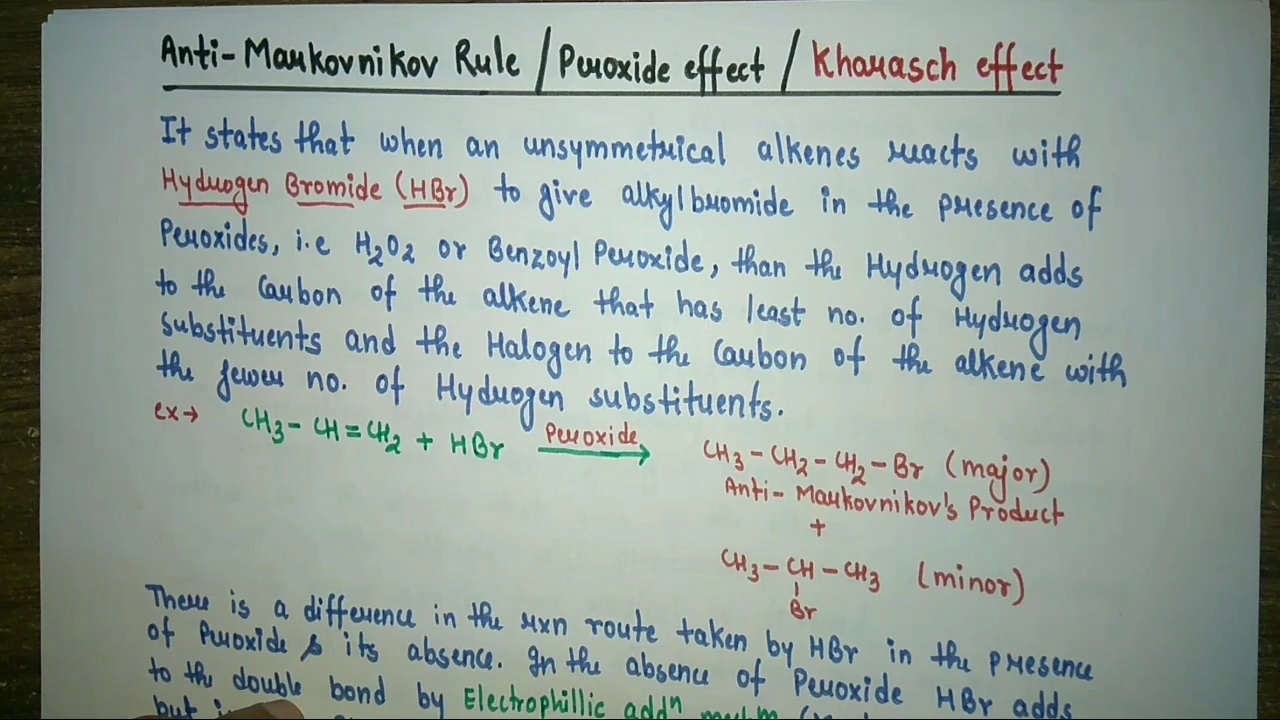 Anti-Markovnikov Rule / Peroxide effect / Kharasch effect
It states that when an unsymmetrical alkenes reacts with
Hydrogen Bromide (HBr) to give alkylbromide in the presence of
Peroxides, i.e H₂O₂ or Benzoyl Peroxide, than the Hydrogen adds
to the Carbon of the alkene that has least no. of Hydrogen
substituents and the Halogen to the Carbon of the alkene with
the fewer no. of Hydrogen substituents.
ex→ CH₃-CH=CH₂ + HBr Peroxide → CH₃-CH₂-CH₂-Br (major)
Anti-Markovnikov's Product
+
CH₃-CH-CH₃ (minor)
Br
There is a difference in the rxn route taken by HBr in the presence
of Peroxide & its absence. In the absence of Peroxide HBr adds
to the double bond by Electrophillic addⁿ
but